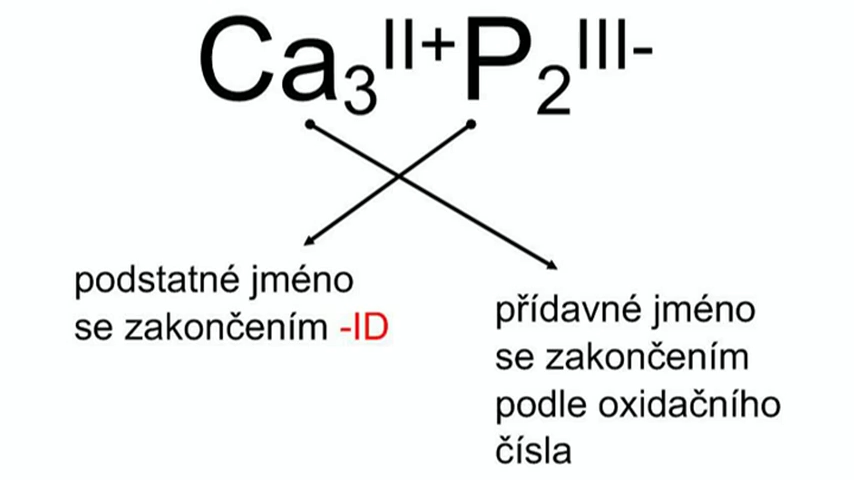 Ca₃ᴵᴵ⁺P₂ᴵᴵᴵ⁻
podstatné jméno
se zakončením -ID
přídavné jméno
se zakončením
podle oxidačního
čísla